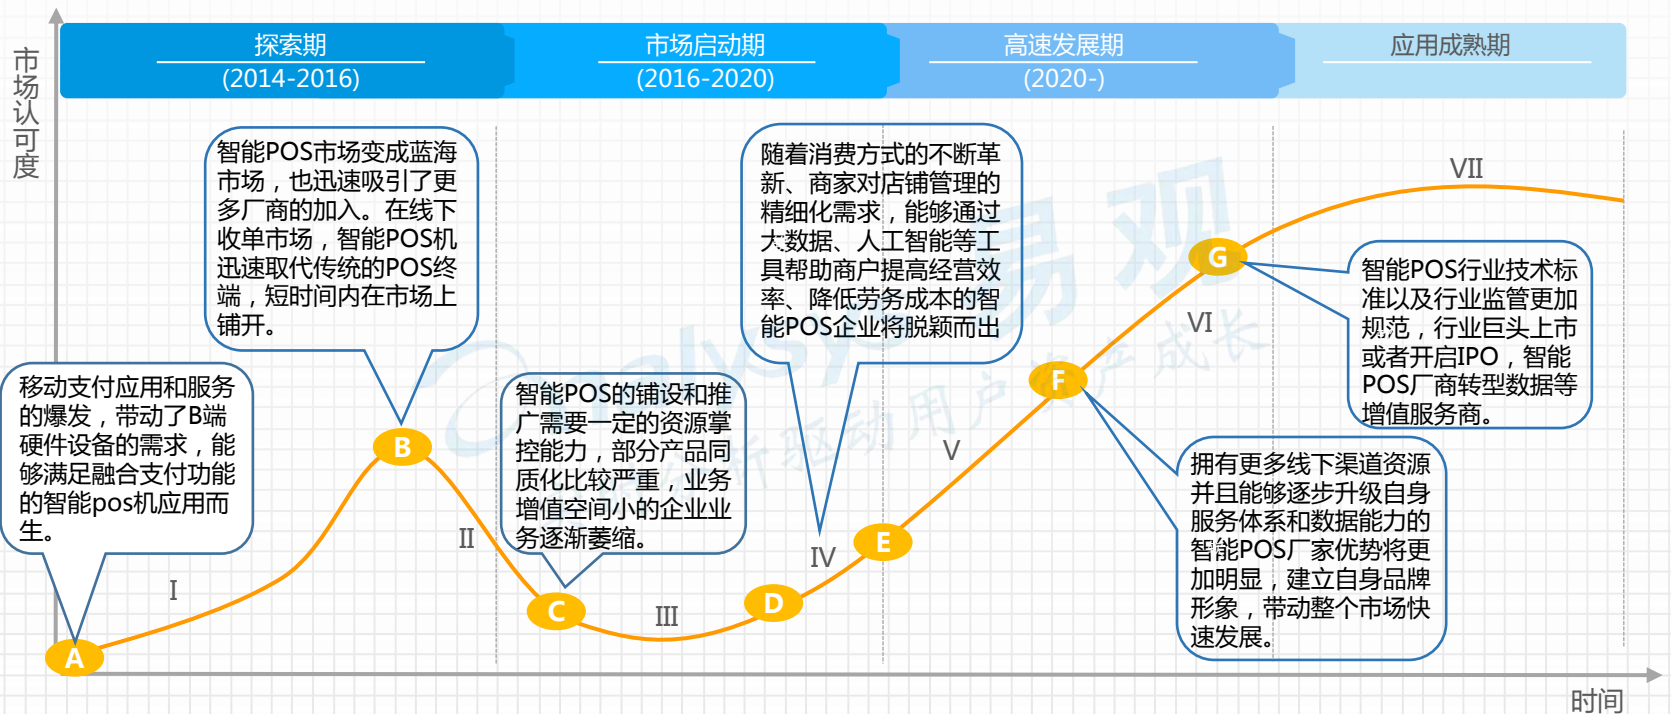 市场认可度
探索期
(2014-2016)
市场启动期
(2016-2020)
高速发展期
(2020-)
应用成熟期
智能POS市场变成蓝海
市场，也迅速吸引了更
多厂商的加入。在线下
收单市场，智能POS机
迅速取代传统的POS终
端，短时间内在市场上
铺开。
随着消费方式的不断革
新、商家对店铺管理的
精细化需求，能够通过
大数据、人工智能等工
具帮助商户提高经营效
率、降低劳务成本的智
能POS企业将脱颖而出
移动支付应用和服务
的爆发，带动了B端
硬件设备的需求，能
够满足融合支付功能
的智能pos机应用而
生。
智能POS的铺设和推
广需要一定的资源掌
控能力，部分产品同
质化比较严重，业务
增值空间小的企业业
务逐渐萎缩。
智能POS行业技术标
准以及行业监管更加
规范，行业巨头上市
或者开启IPO，智能
POS厂商转型数据等
增值服务商。
拥有更多线下渠道资源
并且能够逐步升级自身
服务体系和数据能力的
智能POS厂家优势将更
加明显，建立自身品牌
形象，带动整个市场快
速发展。
A
I
B
II
C
III
D
IV
E
V
F
VI
G
VII
时间
nalysys 易观
驱动用户资产成长